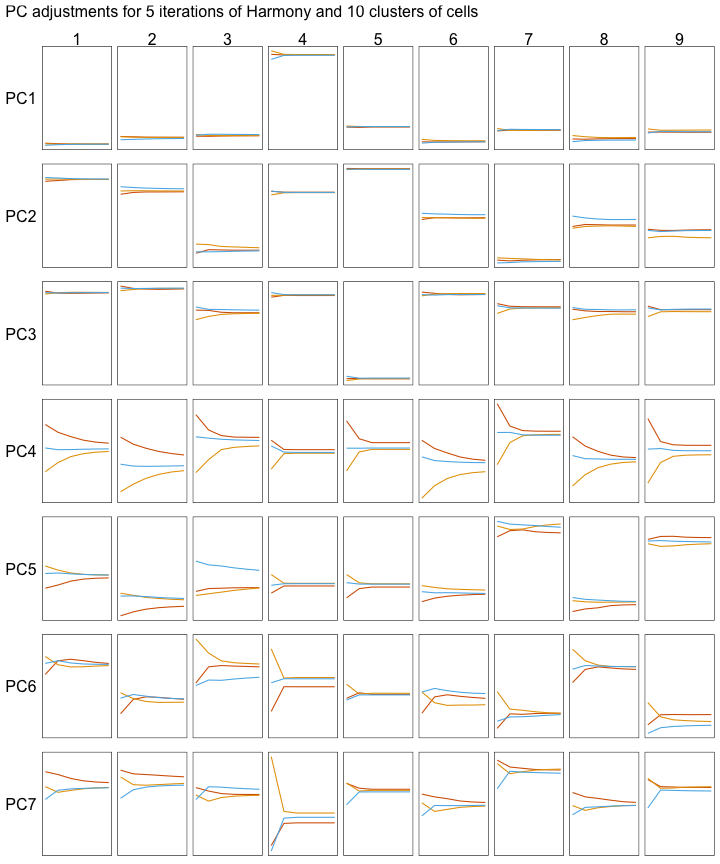 PC adjustments for 5 iterations of Harmony and 10 clusters of cells
1 2 3 4 5 6 7 8 9
PC1
PC2
PC3
PC4
PC5
PC6
PC7